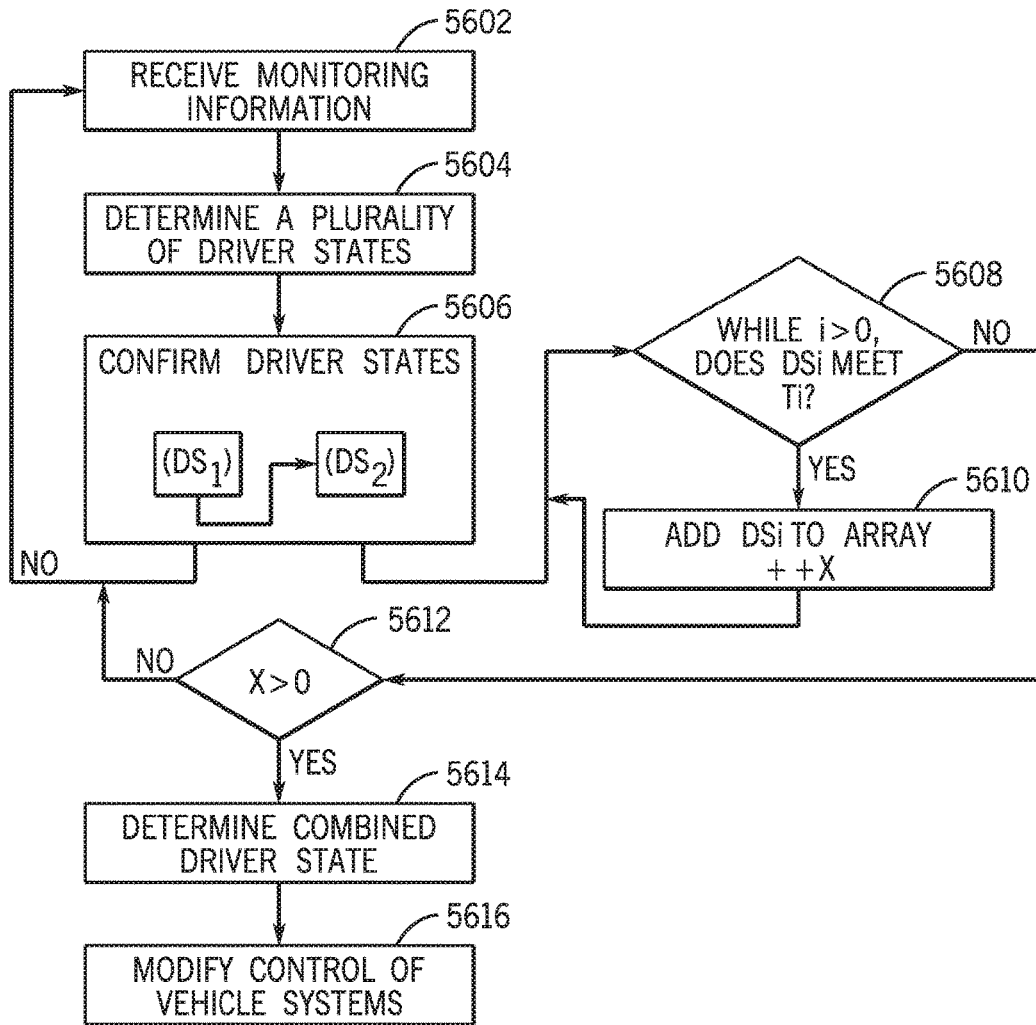 5602
RECEIVE MONITORING
INFORMATION
5604
DETERMINE A PLURALITY
OF DRIVER STATES
5606
CONFIRM DRIVER STATES
(DS1)
(DS2)
NO
5608
WHILE i > 0,
DOES DSi MEET
Ti?
NO
YES
5610
ADD DSi TO ARRAY
+ +X
5612
NO
X > 0
YES
5614
DETERMINE COMBINED
DRIVER STATE
5616
MODIFY CONTROL OF
VEHICLE SYSTEMS